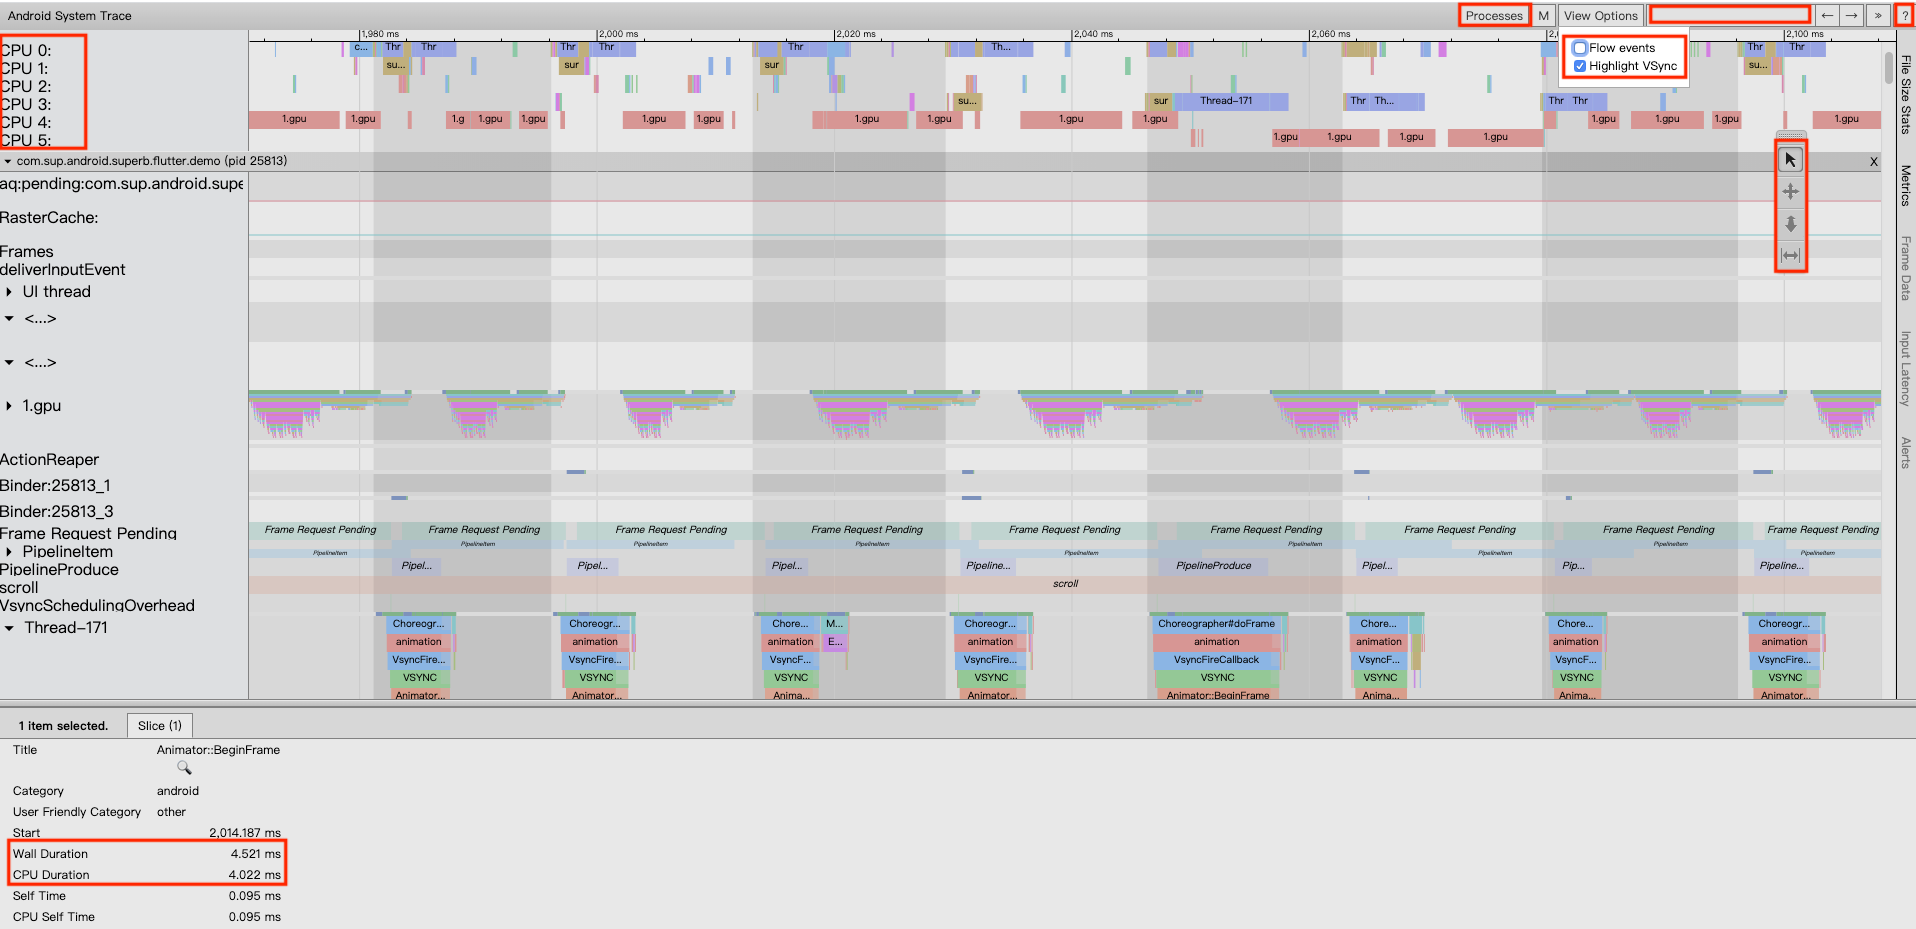 Android System Trace
Processes M View Options ← → » ?
Flow events
Highlight VSync
1,980 ms 2,000 ms 2,020 ms 2,040 ms 2,060 ms 2,100 ms
CPU 0:
CPU 1:
CPU 2:
CPU 3:
CPU 4:
CPU 5:
c... Thr Thr Thr Thr Thr Th... Thr Thr
su... sur sur su...
su... sur Thread-171 Thr Th... Thr Thr
1.gpu 1.gpu 1.g 1.gpu 1.gpu 1.gpu 1.gpu 1.gpu 1.gpu 1.gpu 1.gpu 1.gpu 1.gpu 1.gpu 1.gpu
1.gpu 1.gpu 1.gpu 1.gpu
com.sup.android.superb.flutter.demo (pid 25813) X
aq:pending:com.sup.android.supe
RasterCache:
Frames
deliverInputEvent
UI thread
<...>
<...>
1.gpu
ActionReaper
Binder:25813_1
Binder:25813_3
Frame Request Pending
Frame Request Pending Frame Request Pending Frame Request Pending Frame Request Pending Frame Request Pending Frame Request Pending Frame Request Pending Frame Request Pending Frame Request Pending
PipelineItem
PipelineItem PipelineItem PipelineItem PipelineItem PipelineItem
PipelineItem PipelineItem PipelineItem PipelineItem
PipelineProduce
Pipel... Pipel... Pipel... Pipeline... PipelineProduce Pipel... Pip... Pipeline...
scroll
scroll
VsyncSchedulingOverhead
Thread-171
Choreogr... Choreogr... Chore... M... Choreogr... Choreographer#doFrame Chore... Chore... Choreogr...
animation animation animation E... animation animation animation animation animation
VsyncFire... VsyncFire... VsyncF... VsyncFire... VsyncFireCallback VsyncF... VsyncF... VsyncFire...
VSYNC VSYNC VSYNC VSYNC VSYNC VSYNC VSYNC VSYNC
Animator... Animator... Anima... Animator... Animator::BeginFrame Anima... Anima... Animator...
File Size Stats
Metrics
Frame Data
Input Latency
Alerts
1 item selected. Slice (1)
Title Animator::BeginFrame
Category android
User Friendly Category other
Start 2,014.187 ms
Wall Duration 4.521 ms
CPU Duration 4.022 ms
Self Time 0.095 ms
CPU Self Time 0.095 ms